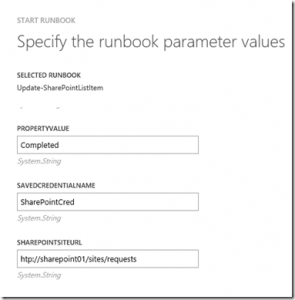 START RUNBOOK
Specify the runbook parameter values
SELECTED RUNBOOK
Update-SharePointListItem
PROPERTYVALUE
Completed
System.String
SAVEDCREDENTIALNAME
SharePointCred
System.String
SHAREPOINTSITEURL
http://sharepoint01/sites/requests
System.String